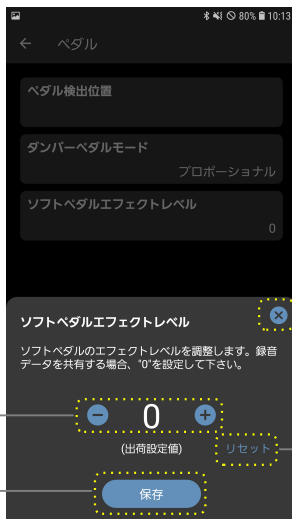 80% 10:13
← ペダル
ペダル検出位置
ダンパーペダルモード
プロポーショナル
ソフトペダルエフェクトレベル
0
ソフトペダルエフェクトレベル
ソフトペダルのエフェクトレベルを調整します。録音
データを共有する場合、"0"を設定して下さい。
0
(出荷設定値)
リセット
保存